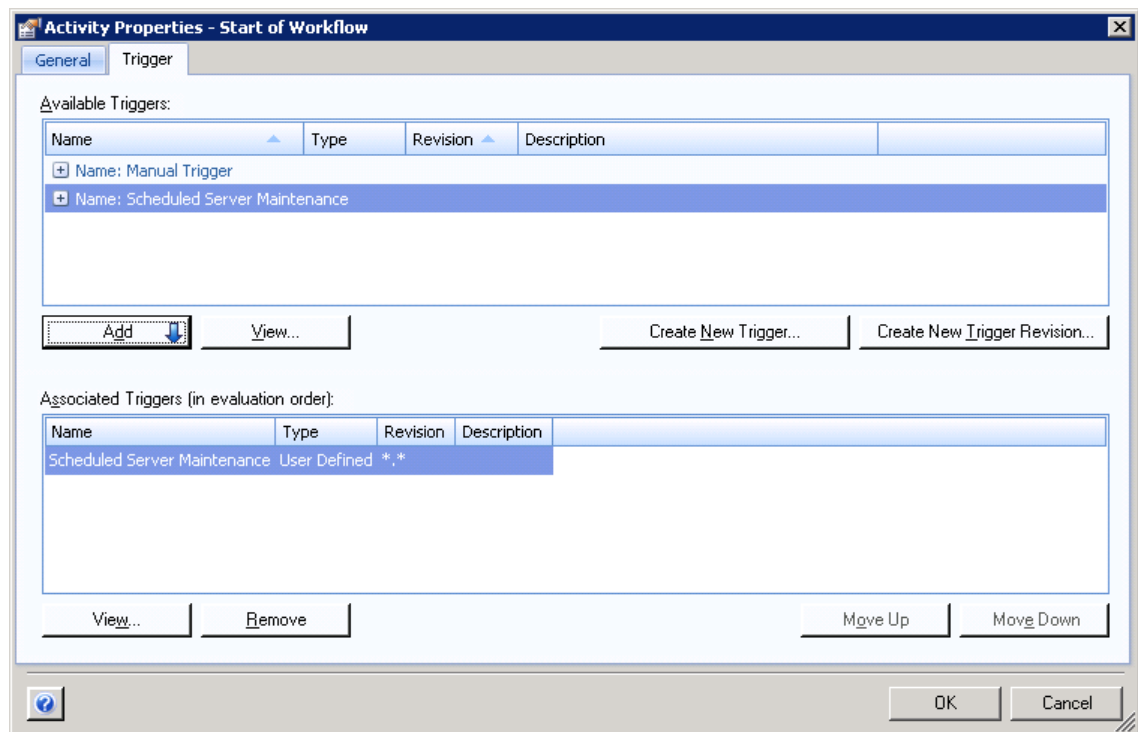 Activity Properties - Start of Workflow
General Trigger
Available Triggers:
Name Type Revision Description
Name: Manual Trigger
Name: Scheduled Server Maintenance
Add View... Create New Trigger... Create New Trigger Revision...
Associated Triggers (in evaluation order):
Name Type Revision Description
Scheduled Server Maintenance User Defined *.*
View... Remove Move Up Move Down
OK Cancel